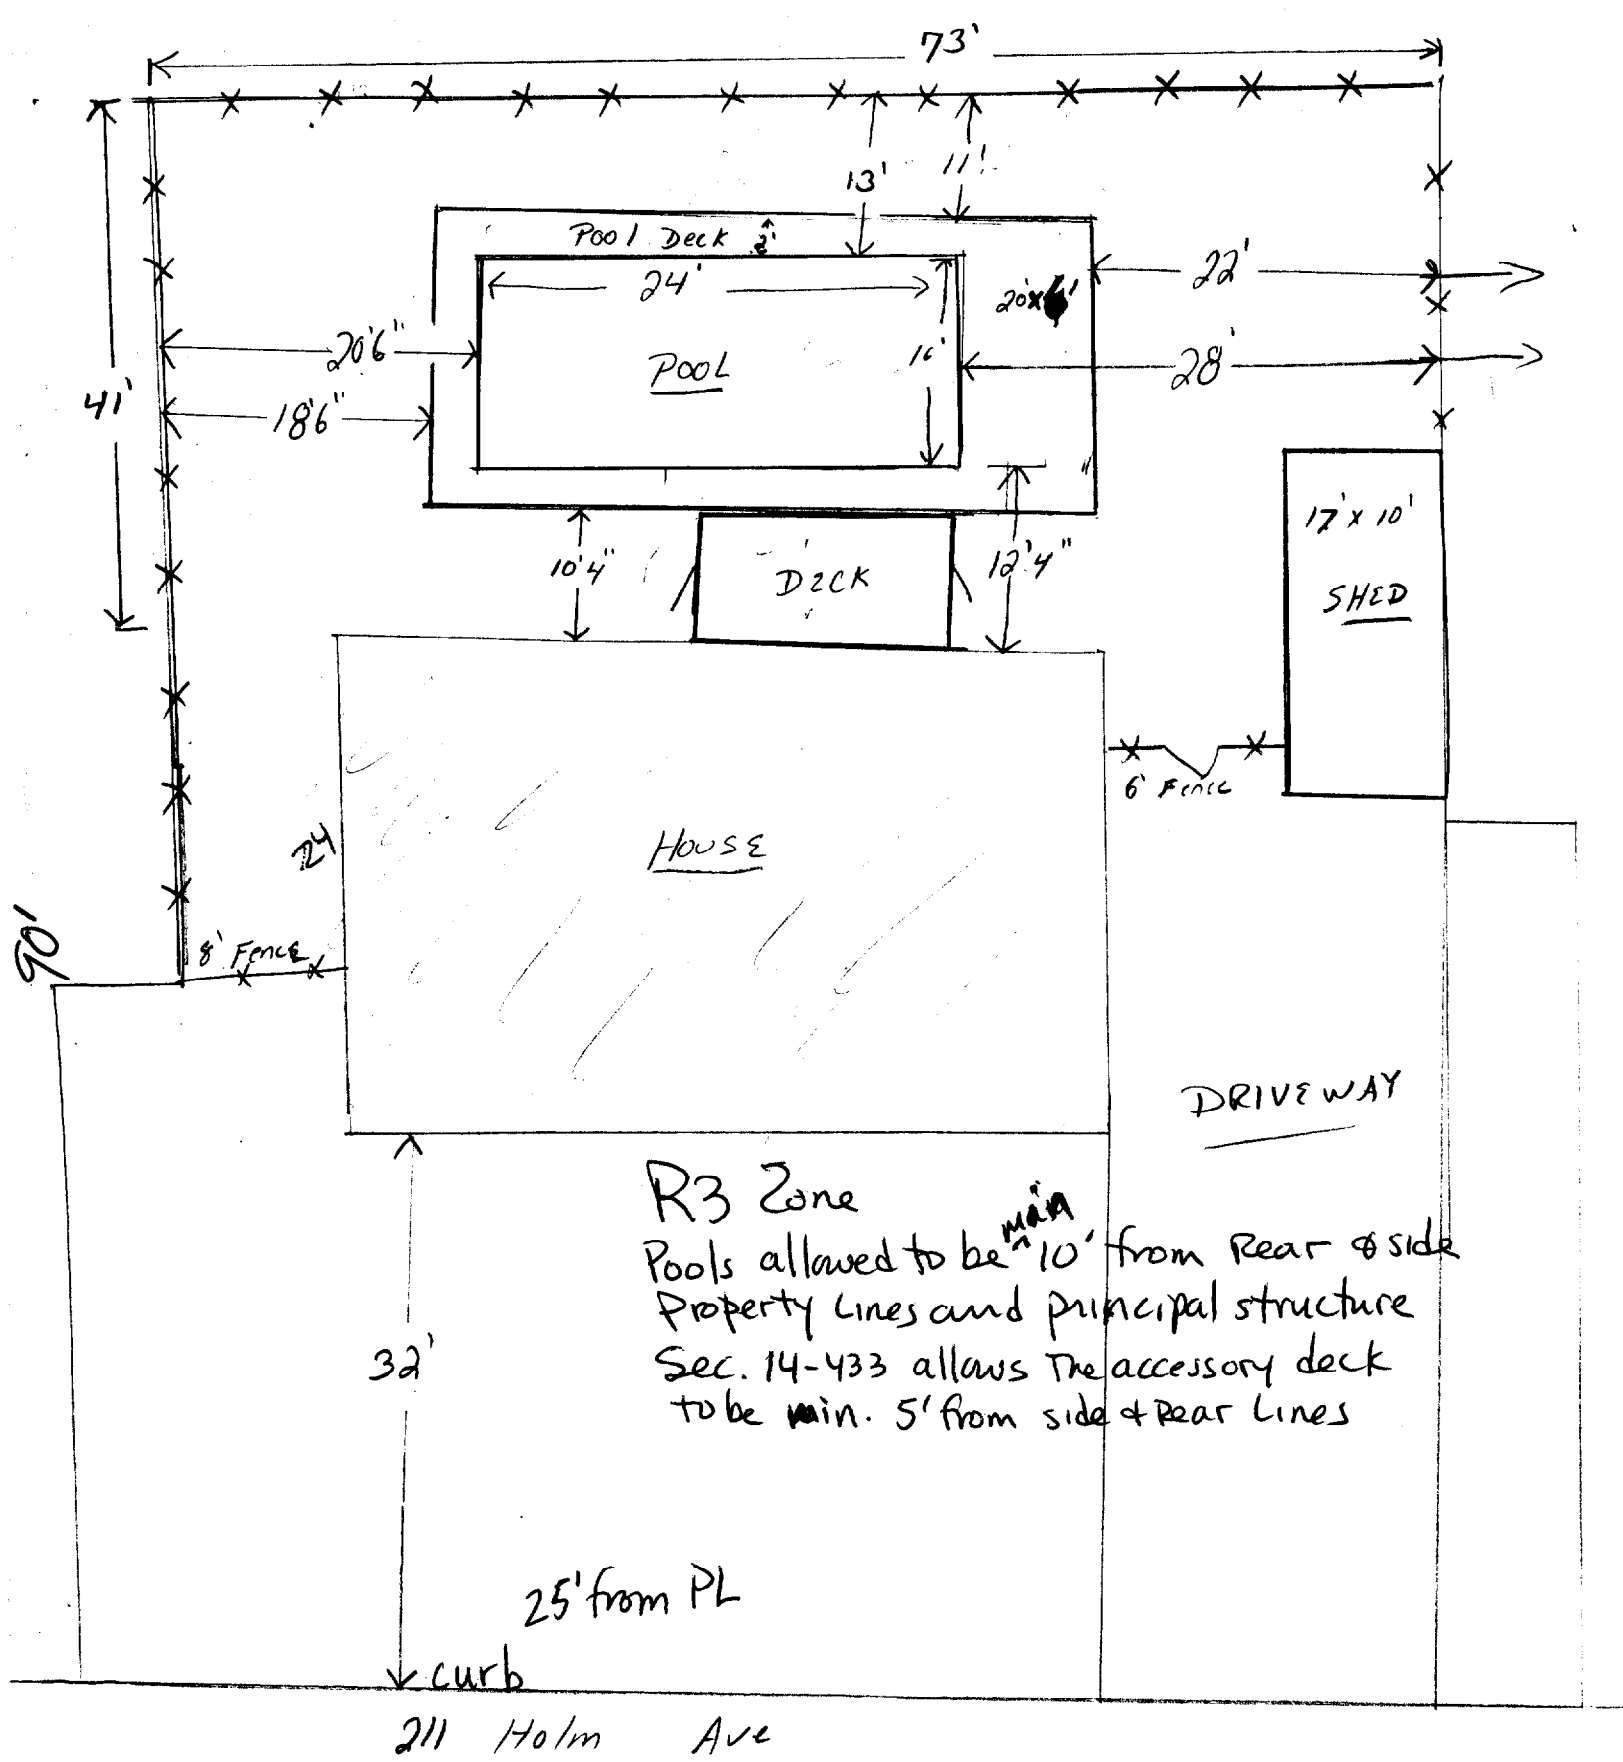 73'
11'
13'
Pool Deck 2'
24'
22'
20'x
20'6"
16'
POOL
28'
41'
18'6"
17' x 10'
10'4"
DECK
12'4"
SHED
6' Fence
24
HOUSE
90'
8' Fence
DRIVEWAY
R3 Zone
min
Pools allowed to be ^ 10' from Rear & side
Property Lines and principal structure
Sec. 14-433 allows The accessory deck
to be min. 5' from side & Rear Lines
32'
25' from PL
curb
211 Holm Ave